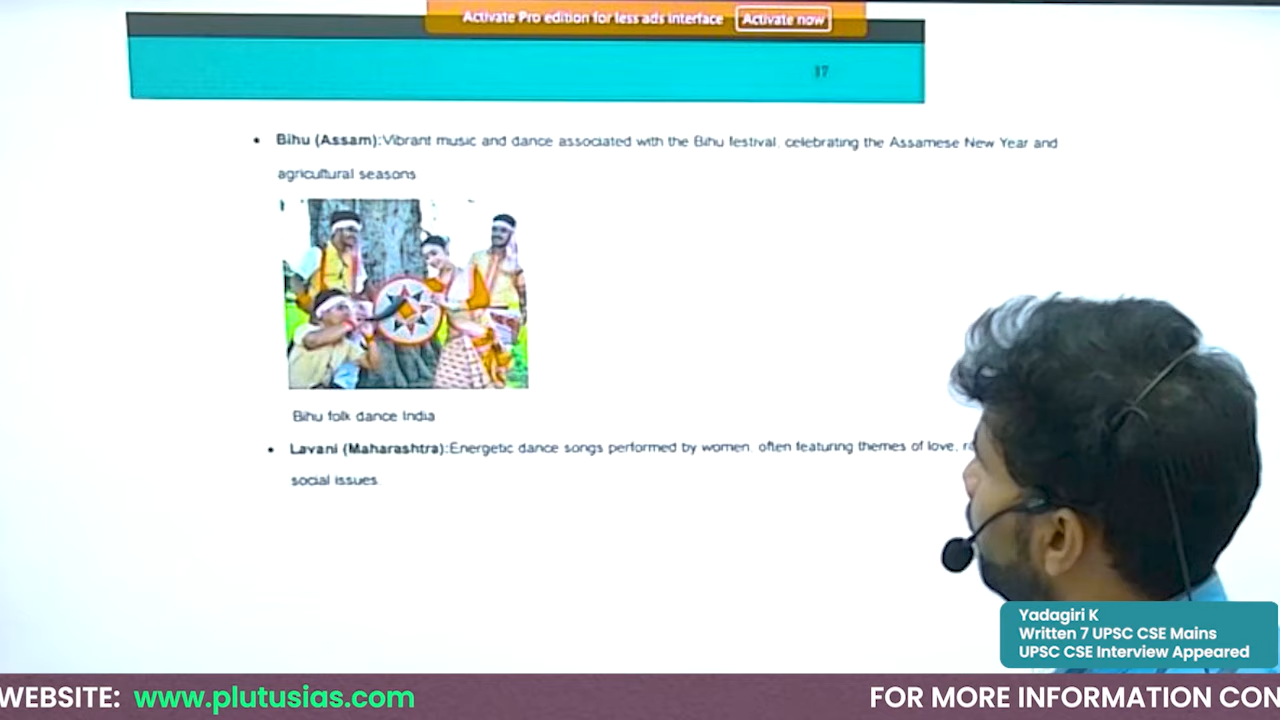 Activate Pro edition for less ads interface Activate now
17
• Bihu (Assam):Vibrant music and dance associated with the Bihu festival, celebrating the Assamese New Year and
agricultural seasons
Bihu folk dance India
• Lavani (Maharashtra):Energetic dance songs performed by women, often featuring themes of love,
social issues
Yadagiri K
Written 7 UPSC CSE Mains
UPSC CSE Interview Appeared
WEBSITE: www.plutusias.com FOR MORE INFORMATION CON